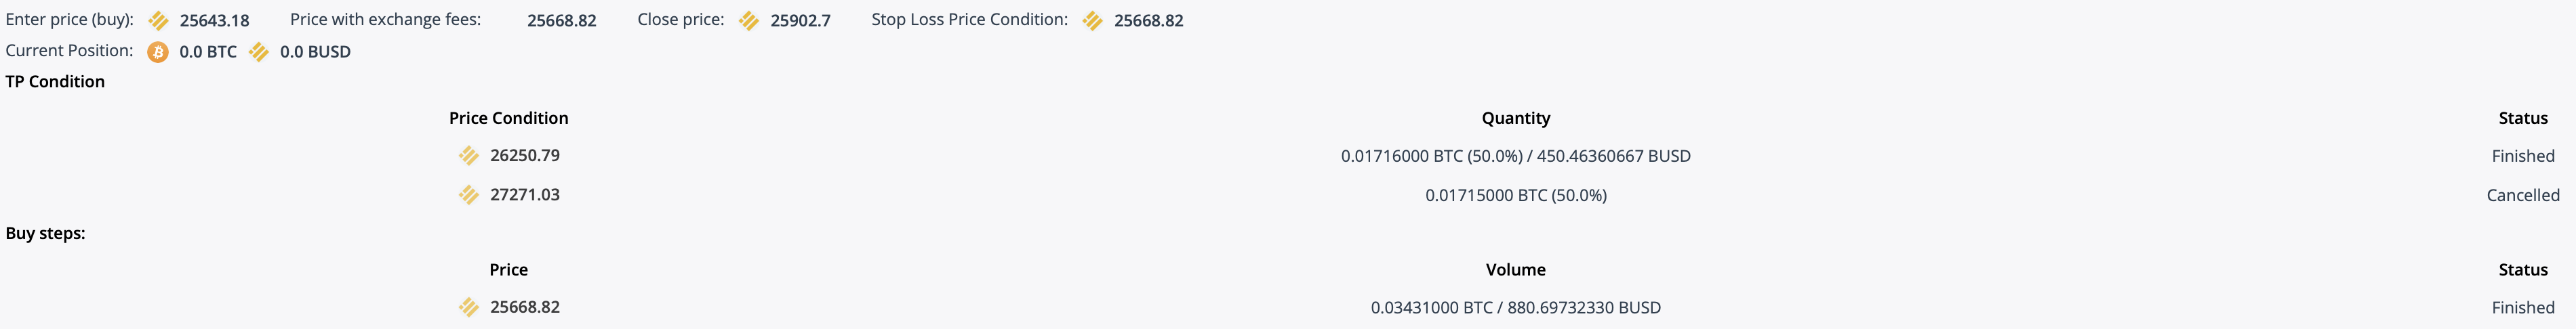 Enter price (buy): 25643.18 Price with exchange fees: 25668.82 Close price: 25902.7 Stop Loss Price Condition: 25668.82
Current Position: 0.0 BTC 0.0 BUSD
TP Condition
Price Condition Quantity Status
26250.79 0.01716000 BTC (50.0%) / 450.46360667 BUSD Finished
27271.03 0.01715000 BTC (50.0%) Cancelled
Buy steps:
Price Volume Status
25668.82 0.03431000 BTC / 880.69732330 BUSD Finished